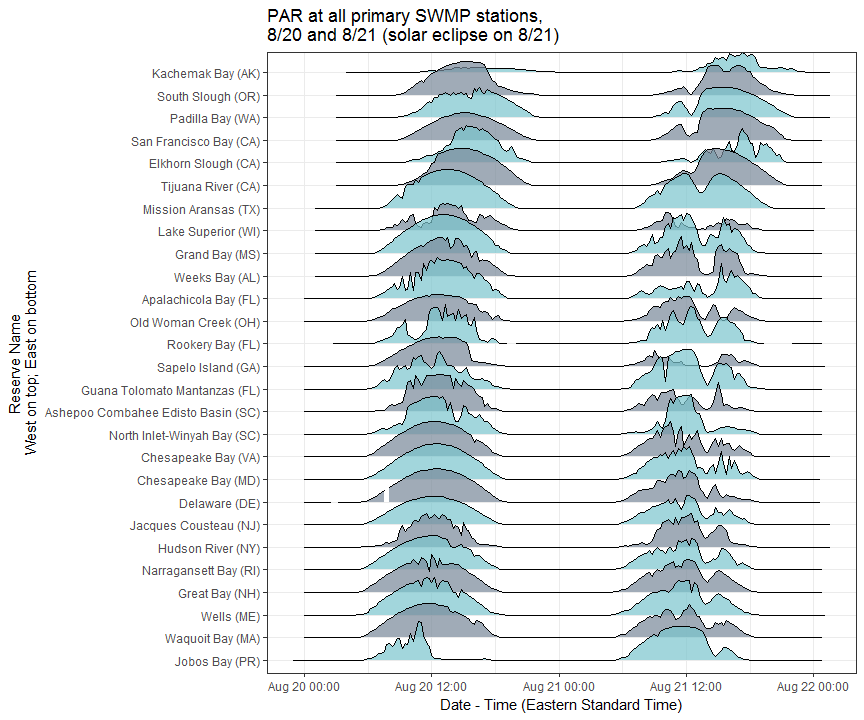 PAR at all primary SWMP stations,
8/20 and 8/21 (solar eclipse on 8/21)
Reserve Name
West on top; East on bottom
Kachemak Bay (AK)
South Slough (OR)
Padilla Bay (WA)
San Francisco Bay (CA)
Elkhorn Slough (CA)
Tijuana River (CA)
Mission Aransas (TX)
Lake Superior (WI)
Grand Bay (MS)
Weeks Bay (AL)
Apalachicola Bay (FL)
Old Woman Creek (OH)
Rookery Bay (FL)
Sapelo Island (GA)
Guana Tolomato Mantanzas (FL)
Ashepoo Combahee Edisto Basin (SC)
North Inlet-Winyah Bay (SC)
Chesapeake Bay (VA)
Chesapeake Bay (MD)
Delaware (DE)
Jacques Cousteau (NJ)
Hudson River (NY)
Narragansett Bay (RI)
Great Bay (NH)
Wells (ME)
Waquoit Bay (MA)
Jobos Bay (PR)
Aug 20 00:00 Aug 20 12:00 Aug 21 00:00 Aug 21 12:00 Aug 22 00:00
Date - Time (Eastern Standard Time)